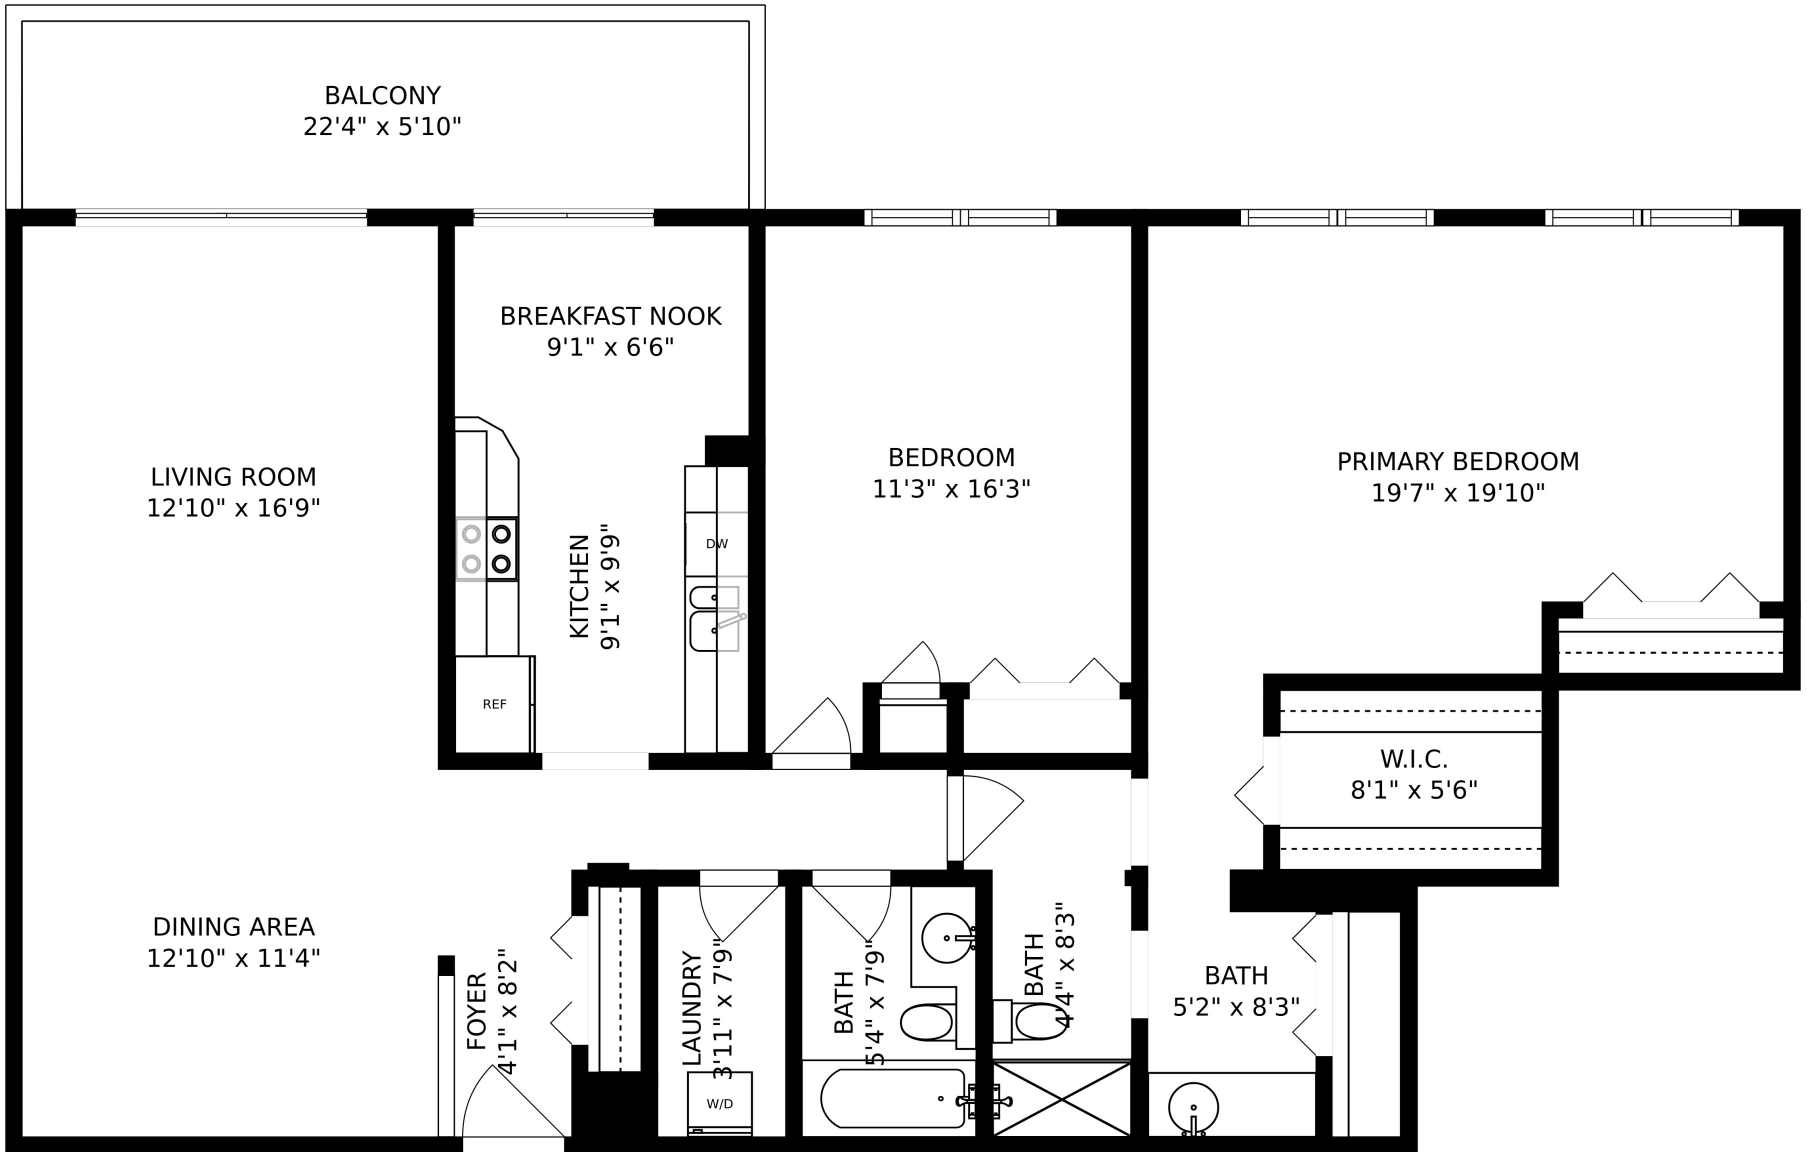 BALCONY
22'4" x 5'10"
BREAKFAST NOOK
9'1" x 6'6"
LIVING ROOM
12'10" x 16'9"
KITCHEN
9'1" x 9'9"
DW
REF
BEDROOM
11'3" x 16'3"
PRIMARY BEDROOM
19'7" x 19'10"
W.I.C.
8'1" x 5'6"
DINING AREA
12'10" x 11'4"
FOYER
4'1" x 8'2"
LAUNDRY
3'11" x 7'9"
W/D
BATH
5'4" x 7'9"
BATH
4'4" x 8'3"
BATH
5'2" x 8'3"